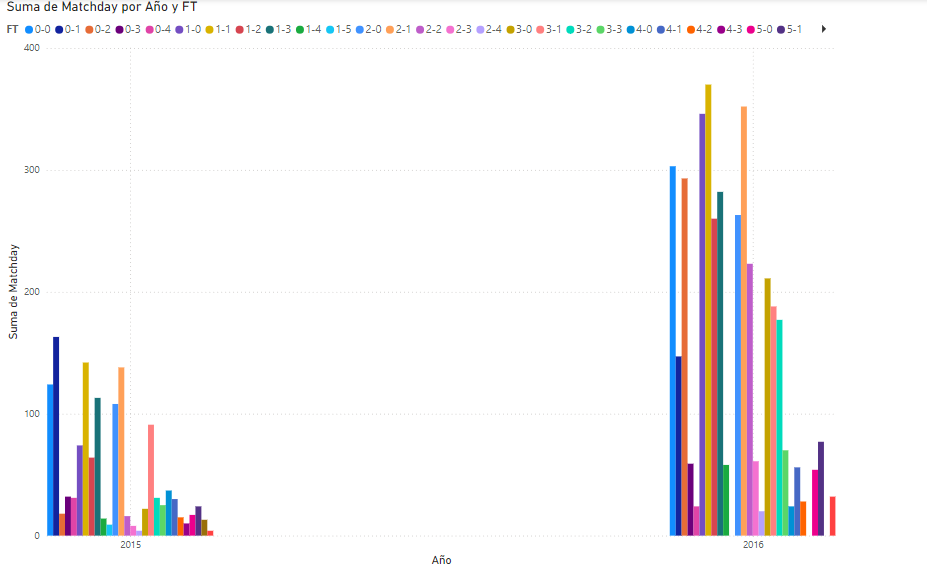 Suma de Matchday por Año y FT
FT 0-0 0-1 0-2 0-3 0-4 1-0 1-1 1-2 1-3 1-4 1-5 2-0 2-1 2-2 2-3 2-4 3-0 3-1 3-2 3-3 4-0 4-1 4-2 4-3 5-0 5-1
400
300
200
100
0
Suma de Matchday
2015 2016
Año